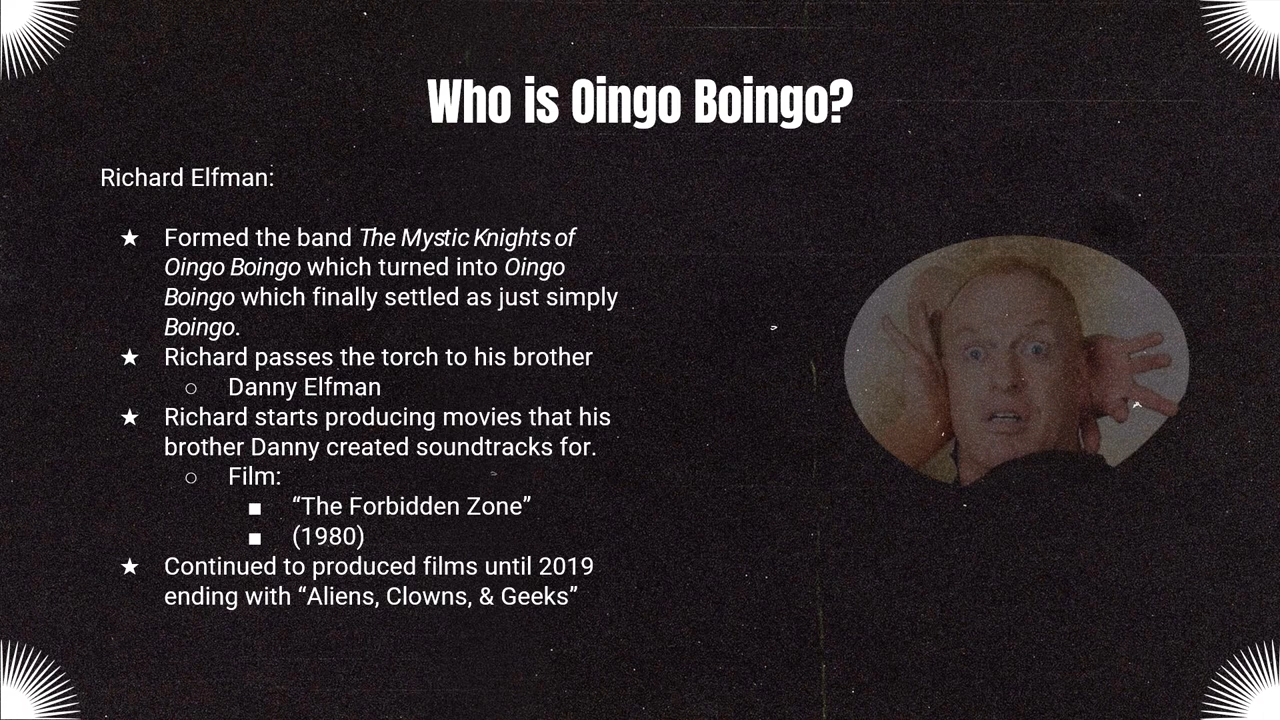 Who is Oingo Boingo?
Richard Elfman:
★ Formed the band The Mystic Knights of
Oingo Boingo which turned into Oingo
Boingo which finally settled as just simply
Boingo.
★ Richard passes the torch to his brother
○ Danny Elfman
★ Richard starts producing movies that his
brother Danny created soundtracks for.
○ Film:
■ “The Forbidden Zone”
■ (1980)
★ Continued to produced films until 2019
ending with “Aliens, Clowns, & Geeks”